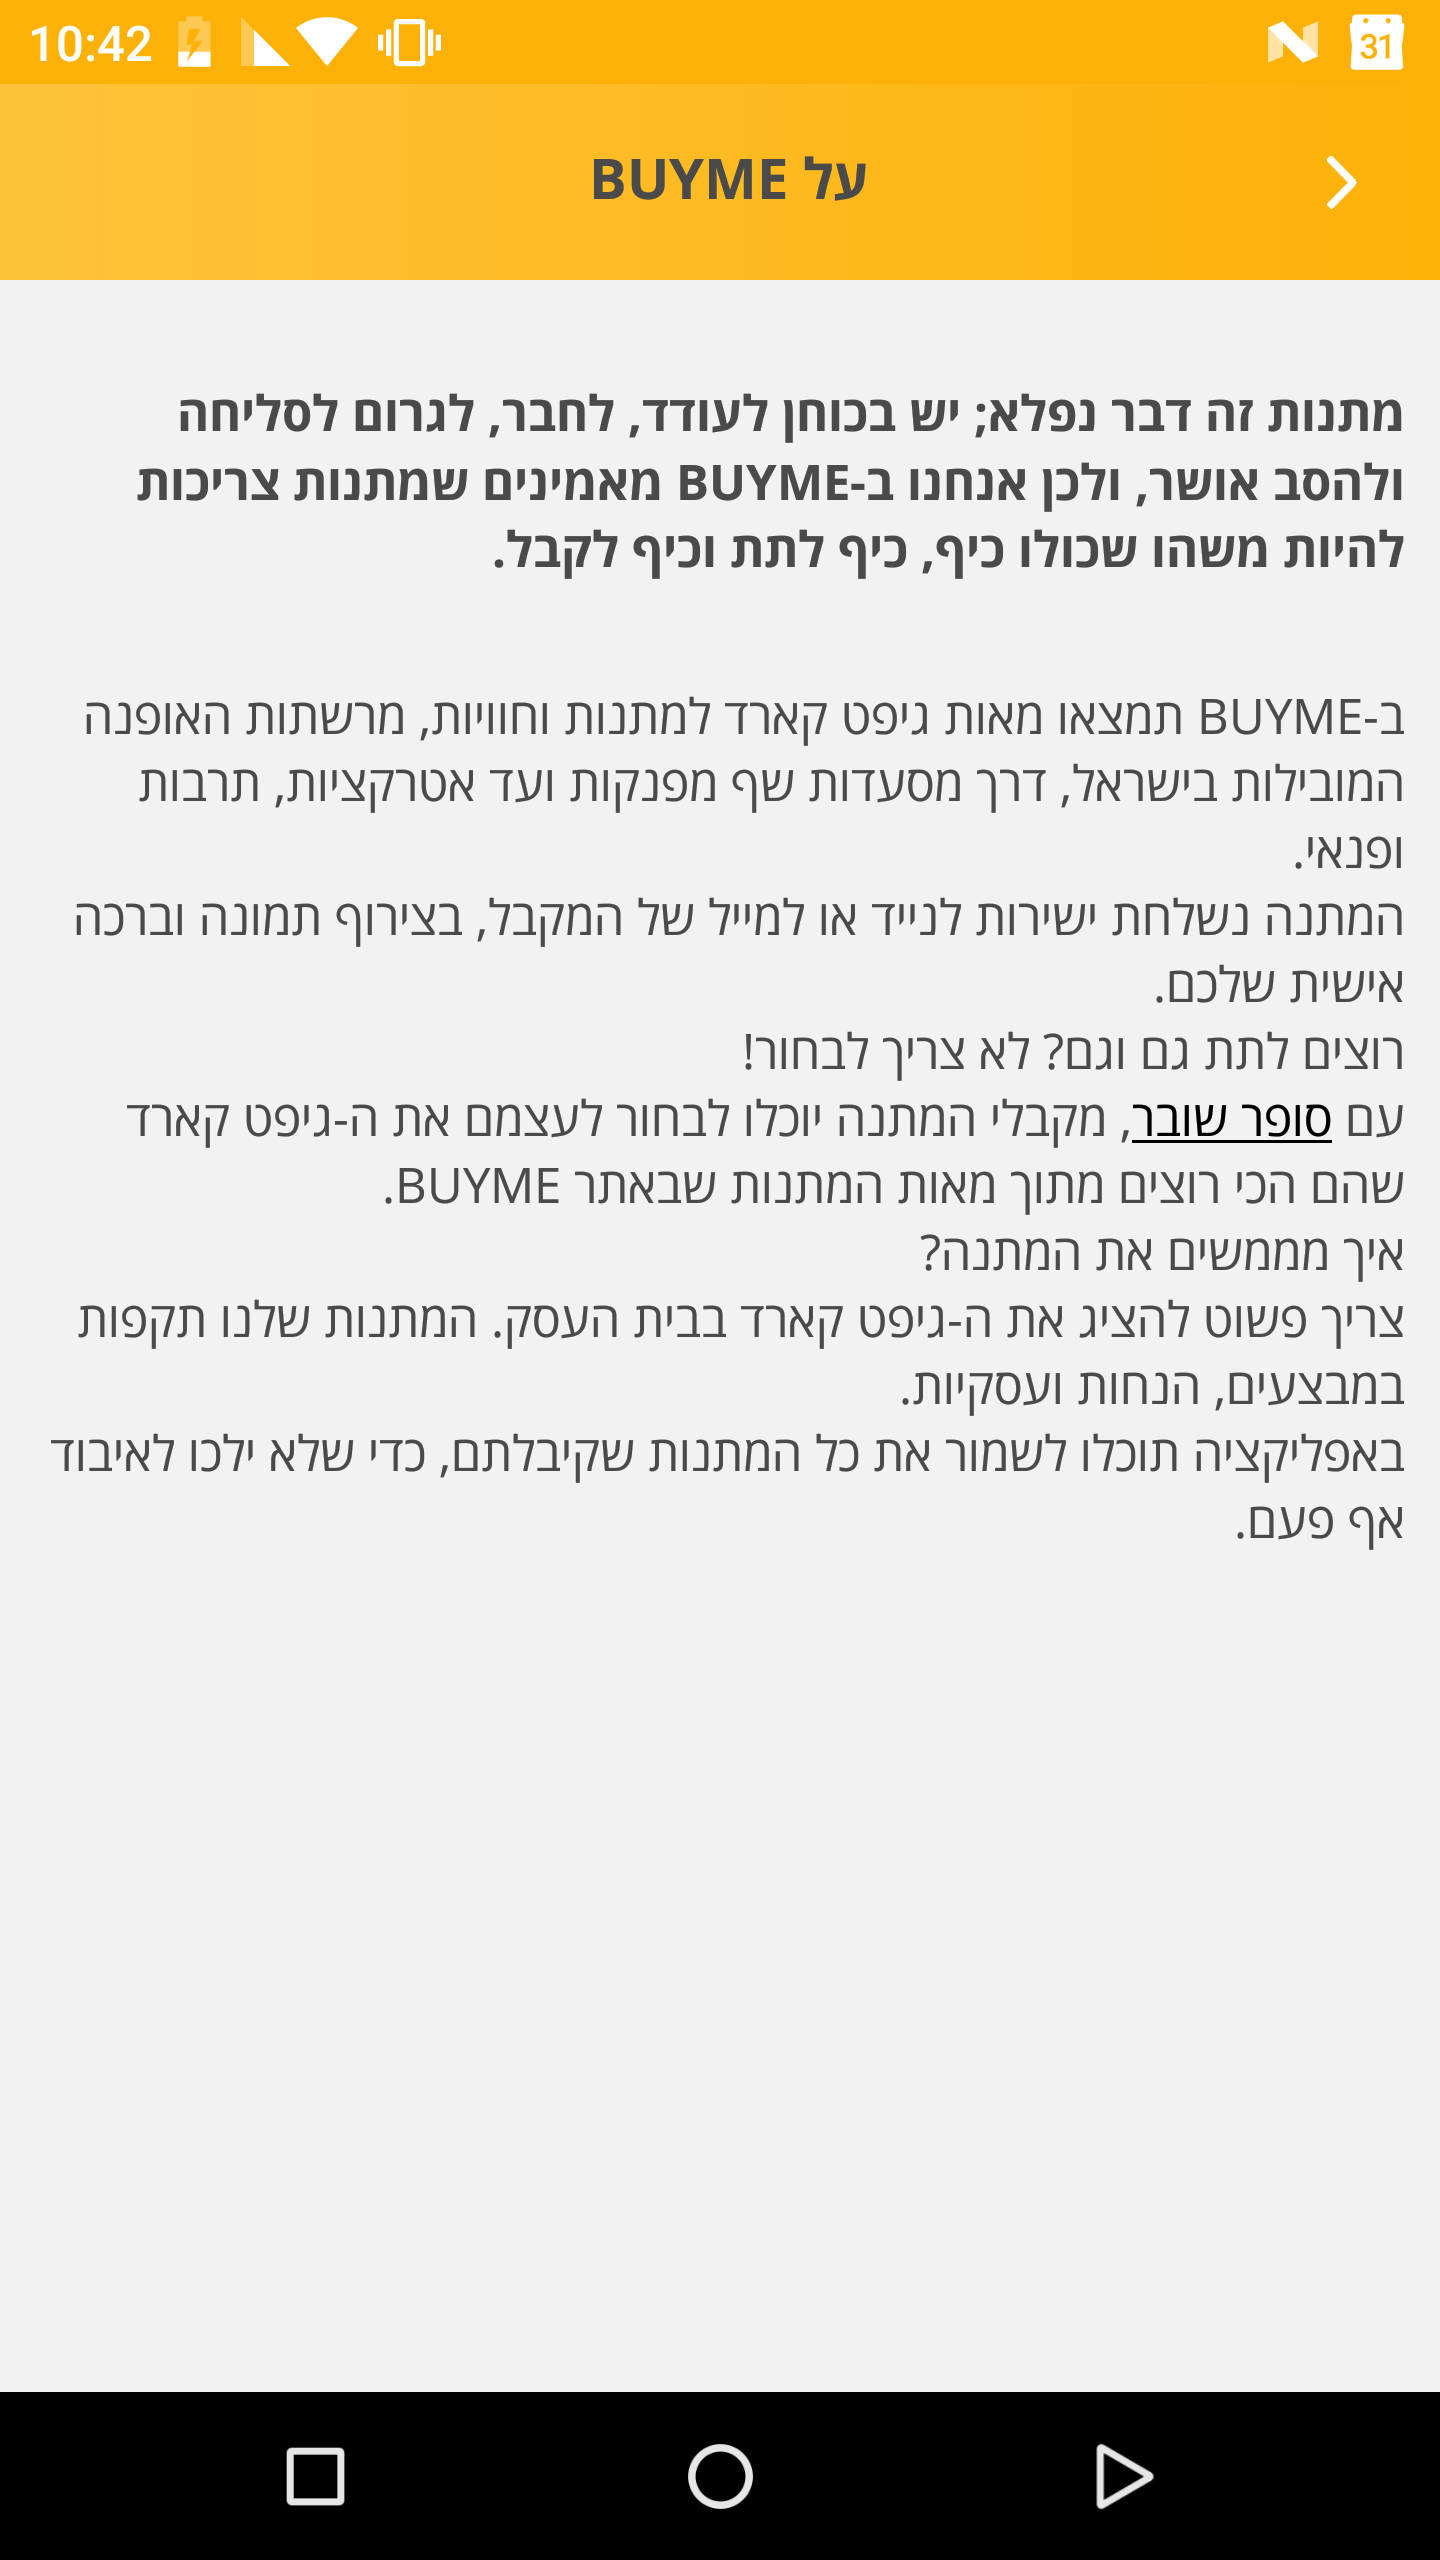 10:42
31
על BUYME
מתנות זה דבר נפלא; יש בכוחן לעודד, לחבר, לגרום לסליחה
ולהסב אושר, ולכן אנחנו ב-BUYME מאמינים שמתנות צריכות
להיות משהו שכולו כיף, כיף לתת וכיף לקבל.
ב-BUYME תמצאו מאות גיפט קארד למתנות וחוויות, מרשתות האופנה
המובילות בישראל, דרך מסעדות שף מפנקות ועד אטרקציות, תרבות
ופנאי.
המתנה נשלחת ישירות לנייד או למייל של המקבל, בצירוף תמונה וברכה
אישית שלכם.
רוצים לתת גם וגם? לא צריך לבחור!
עם סופר שובר, מקבלי המתנה יוכלו לבחור לעצמם את ה-גיפט קארד
שהם הכי רוצים מתוך מאות המתנות שבאתר BUYME.
איך מממשים את המתנה?
צריך פשוט להציג את ה-גיפט קארד בבית העסק. המתנות שלנו תקפות
במבצעים, הנחות ועסקיות.
באפליקציה תוכלו לשמור את כל המתנות שקיבלתם, כדי שלא ילכו לאיבוד
אף פעם.